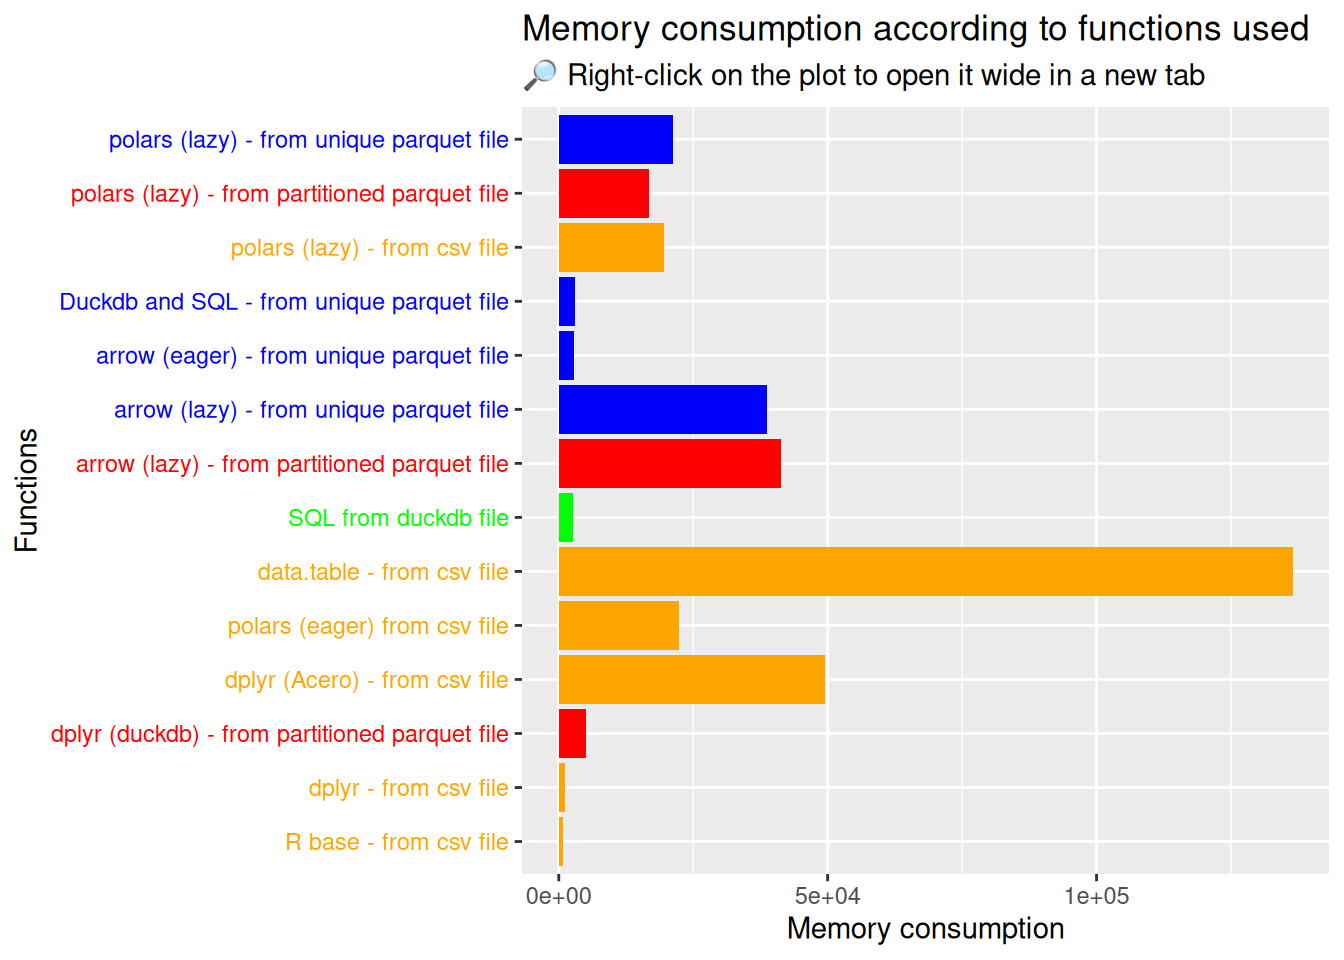 Memory consumption according to functions used
🔎 Right-click on the plot to open it wide in a new tab
polars (lazy) - from unique parquet file
polars (lazy) - from partitioned parquet file
polars (lazy) - from csv file
Duckdb and SQL - from unique parquet file
arrow (eager) - from unique parquet file
arrow (lazy) - from unique parquet file
arrow (lazy) - from partitioned parquet file
SQL from duckdb file
data.table - from csv file
polars (eager) from csv file
dplyr (Acero) - from csv file
dplyr (duckdb) - from partitioned parquet file
dplyr - from csv file
R base - from csv file
Functions
0e+00 5e+04 1e+05
Memory consumption